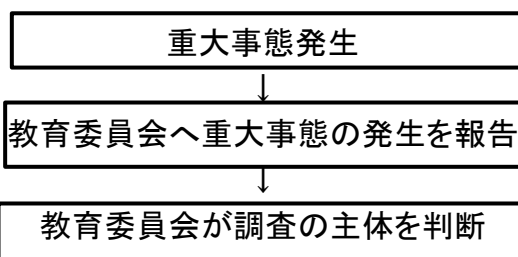 重大事態発生
↓
教育委員会へ重大事態の発生を報告
↓
教育委員会が調査の主体を判断